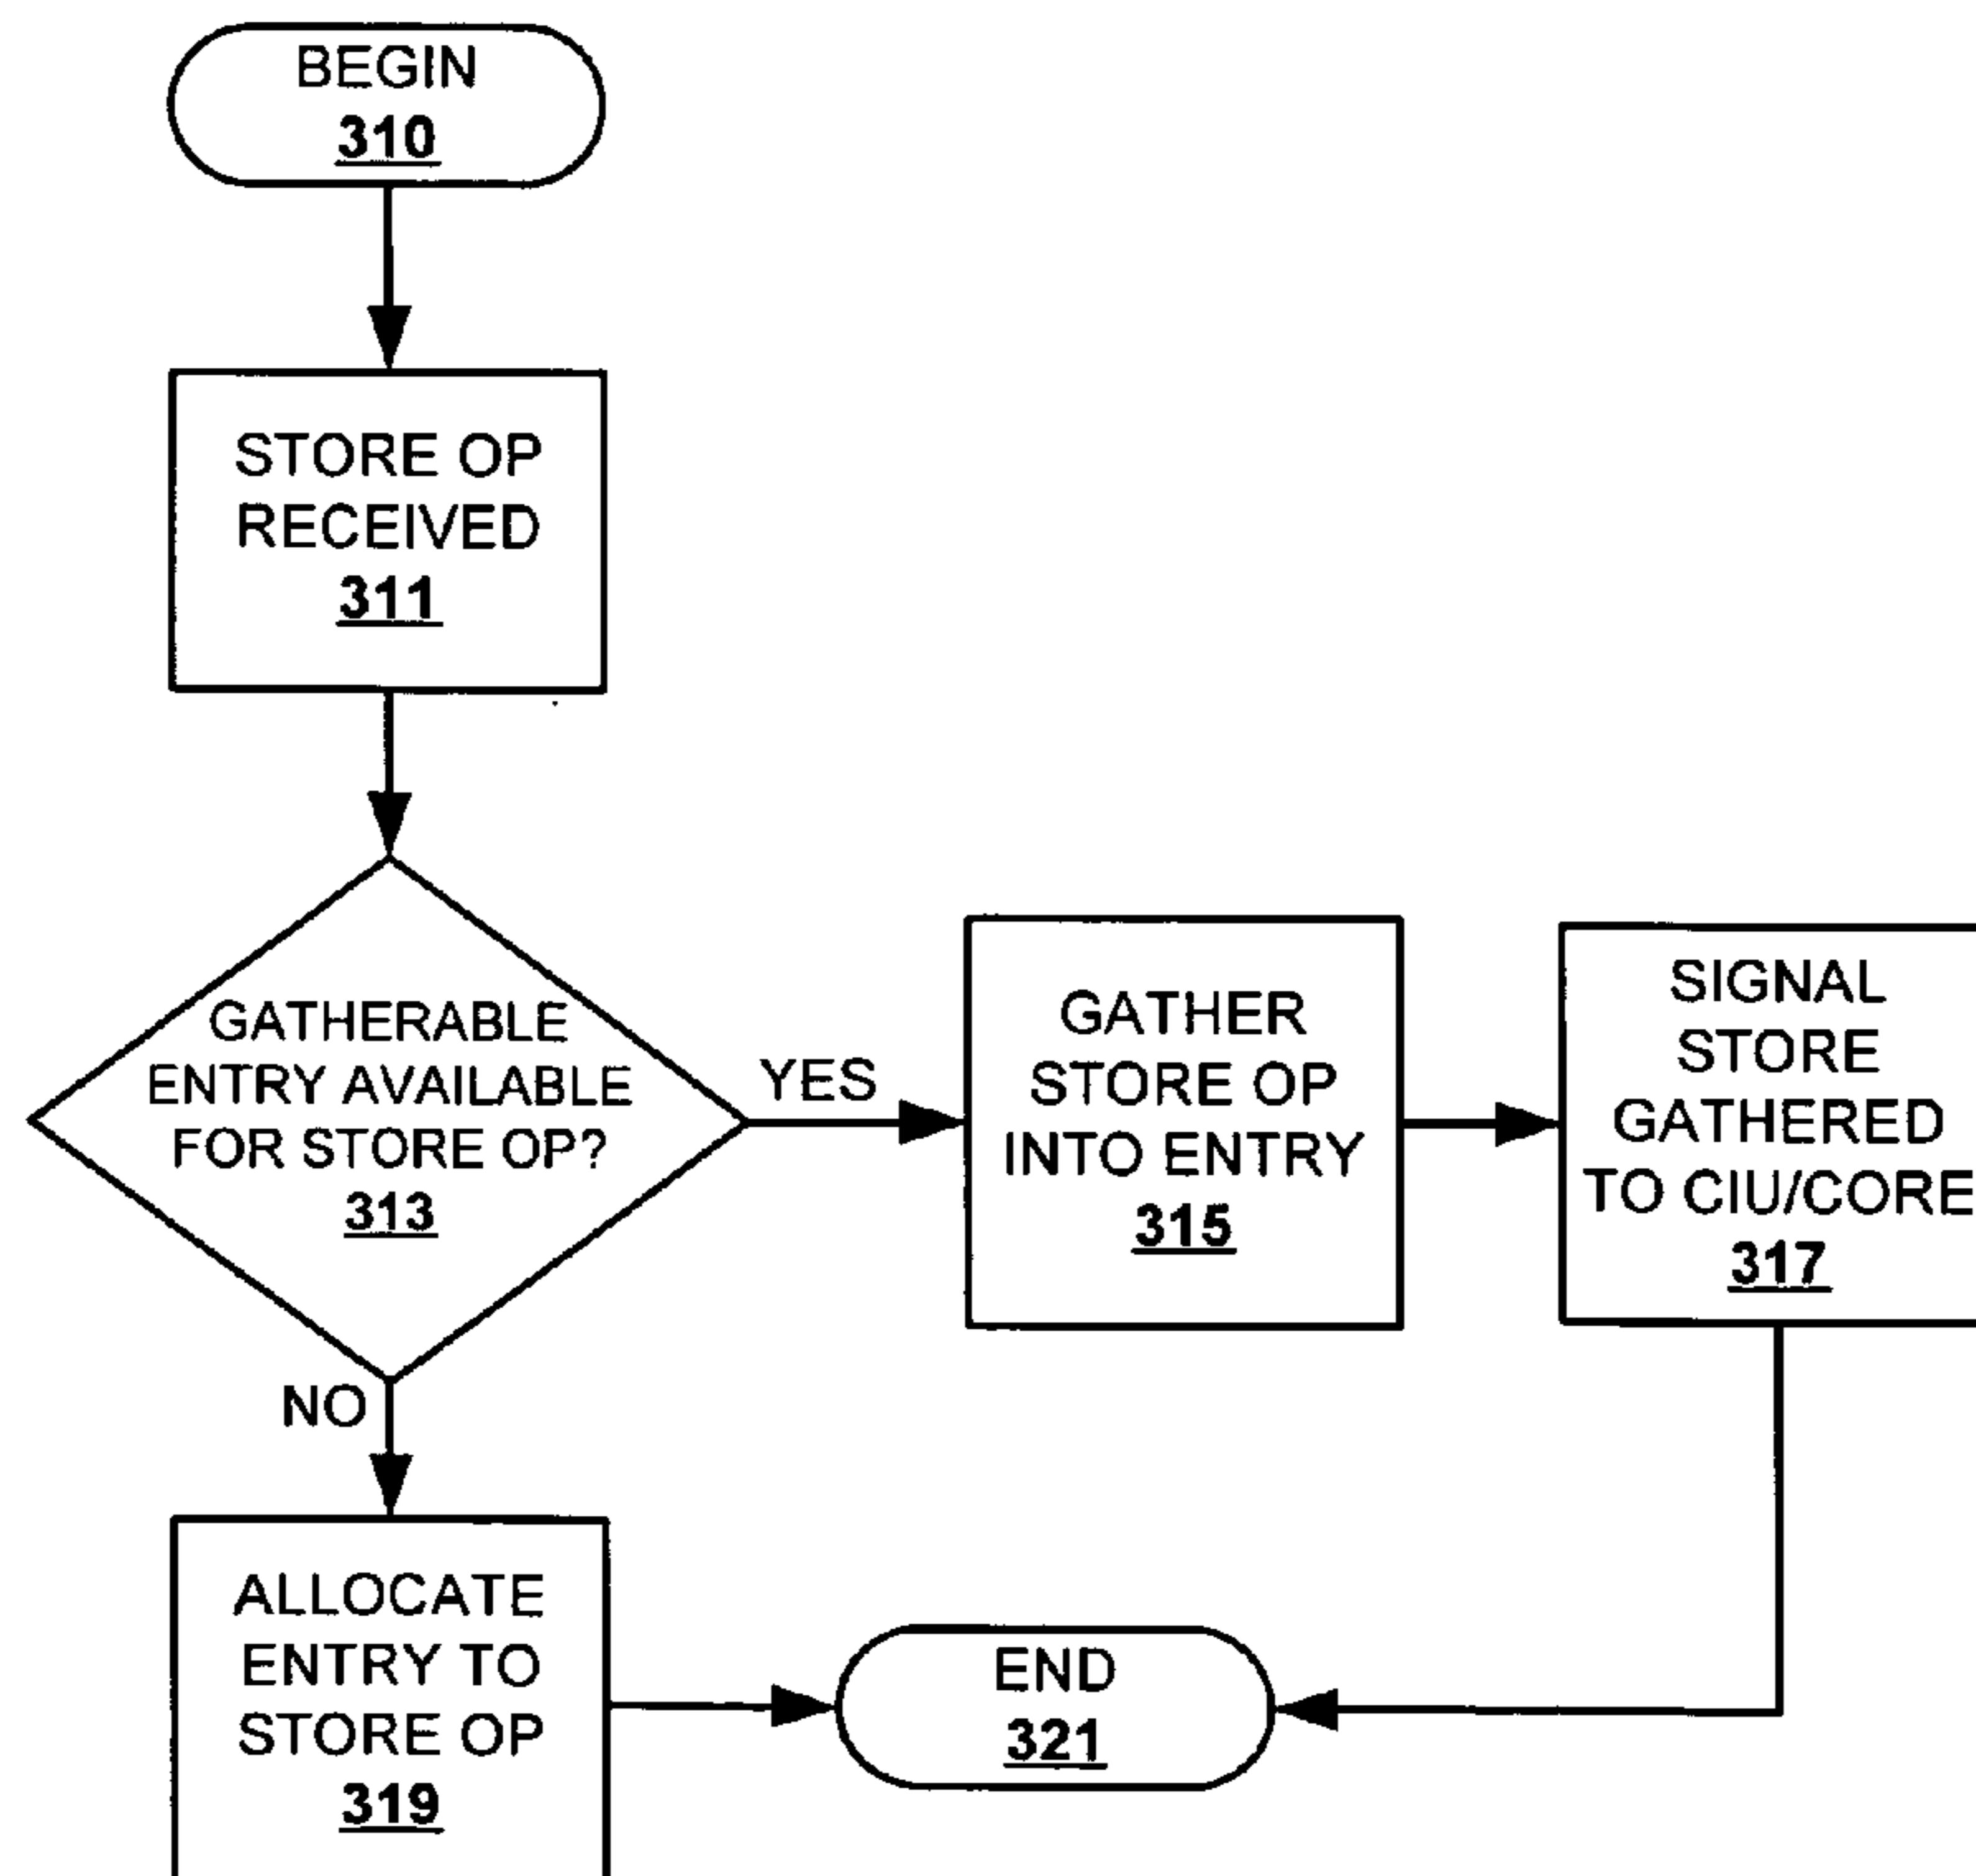 BEGIN
310
STORE OP
RECEIVED
311
GATHERABLE
ENTRY AVAILABLE
FOR STORE OP?
313
YES
GATHER
STORE OP
INTO ENTRY
315
SIGNAL
STORE
GATHERED
TO CIU/CORE
317
NO
ALLOCATE
ENTRY TO
STORE OP
319
END
321